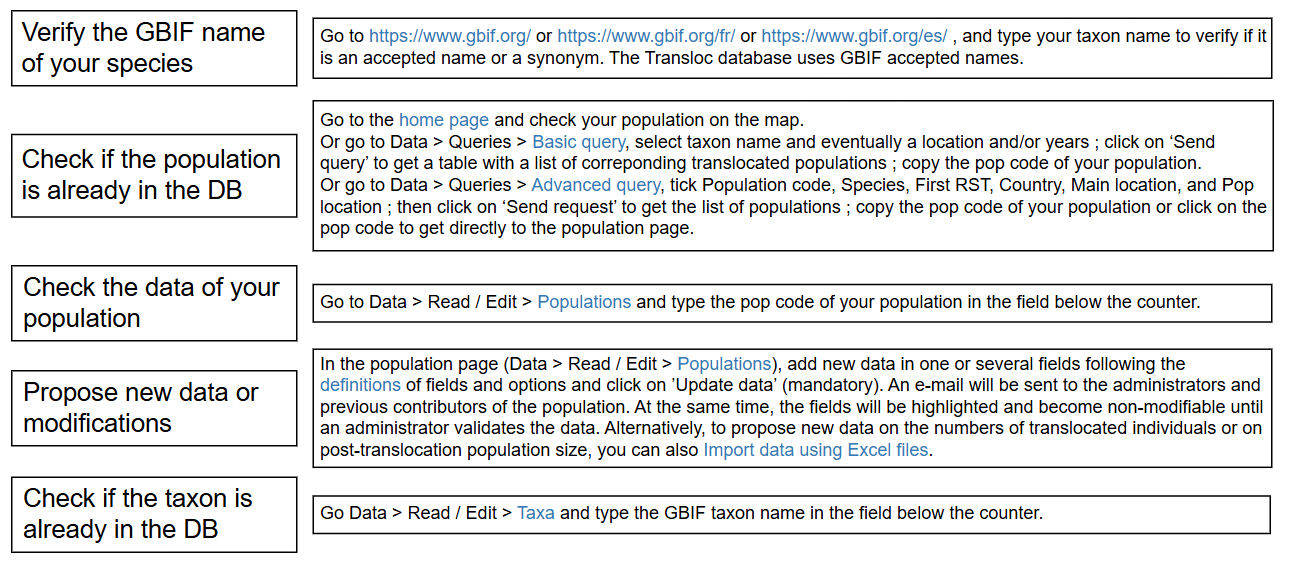 Verify the GBIF name
of your species
Go to https://www.gbif.org/ or https://www.gbif.org/fr/ or https://www.gbif.org/es/ , and type your taxon name to verify if it
is an accepted name or a synonym. The Transloc database uses GBIF accepted names.
Check if the population
is already in the DB
Go to the home page and check your population on the map.
Or go to Data > Queries > Basic query, select taxon name and eventually a location and/or years ; click on ‘Send
query’ to get a table with a list of correponding translocated populations ; copy the pop code of your population.
Or go to Data > Queries > Advanced query, tick Population code, Species, First RST, Country, Main location, and Pop
location ; then click on ‘Send request’ to get the list of populations ; copy the pop code of your population or click on the
pop code to get directly to the population page.
Check the data of your
population
Go to Data > Read / Edit > Populations and type the pop code of your population in the field below the counter.
Propose new data or
modifications
In the population page (Data > Read / Edit > Populations), add new data in one or several fields following the
definitions of fields and options and click on ’Update data’ (mandatory). An e-mail will be sent to the administrators and
previous contributors of the population. At the same time, the fields will be highlighted and become non-modifiable until
an administrator validates the data. Alternatively, to propose new data on the numbers of translocated individuals or on
post-translocation population size, you can also Import data using Excel files.
Check if the taxon is
already in the DB
Go Data > Read / Edit > Taxa and type the GBIF taxon name in the field below the counter.